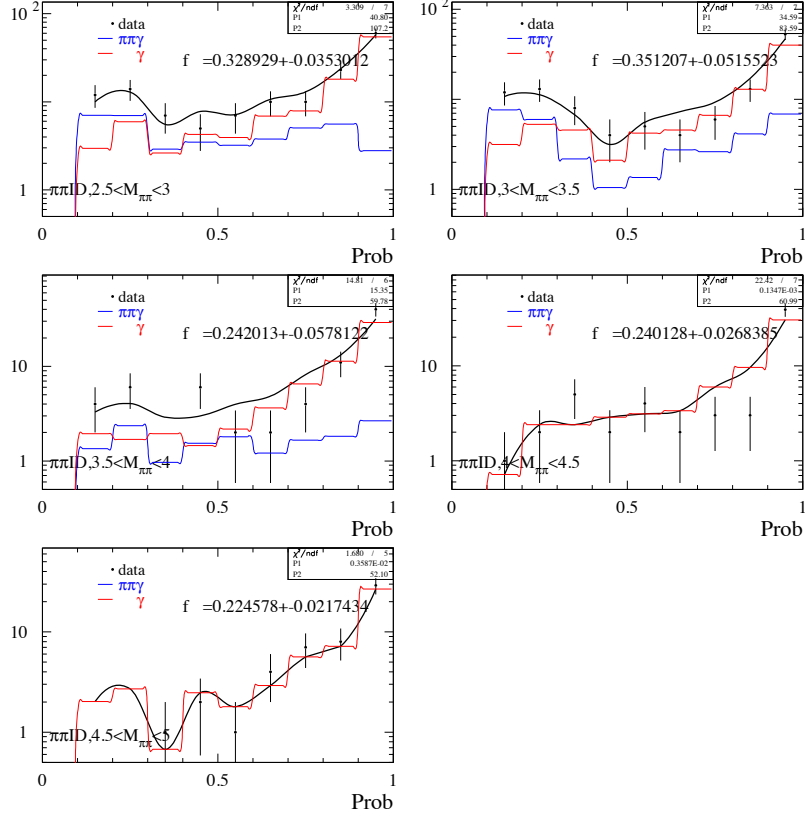 10²
χ²/ndf 3.309 / 7
P1 40.80
P2 107.2
data
ππγ
γ
f =0.328929+-0.0353012
10
1
ππID,2.5<Mππ<3
0 0.5 1
Prob
10²
χ²/ndf 7.363 / 7
P1 34.59
P2 83.59
data
ππγ
γ
f =0.351207+-0.0515523
10
1
ππID,3<Mππ<3.5
0 0.5 1
Prob
χ²/ndf 14.81 / 6
P1 15.35
P2 59.78
data
ππγ
γ
f =0.242013+-0.0578122
10
1
ππID,3.5<Mππ<4
0 0.5 1
Prob
χ²/ndf 22.42 / 7
P1 0.1347E-03
P2 60.99
data
ππγ
γ
f =0.240128+-0.0268385
10
1
ππID,4<Mππ<4.5
0 0.5 1
Prob
χ²/ndf 1.680 / 5
P1 0.3587E-02
P2 52.10
data
ππγ
γ
f =0.224578+-0.0217434
10
1
ππID,4.5<Mππ<5
0 0.5 1
Prob